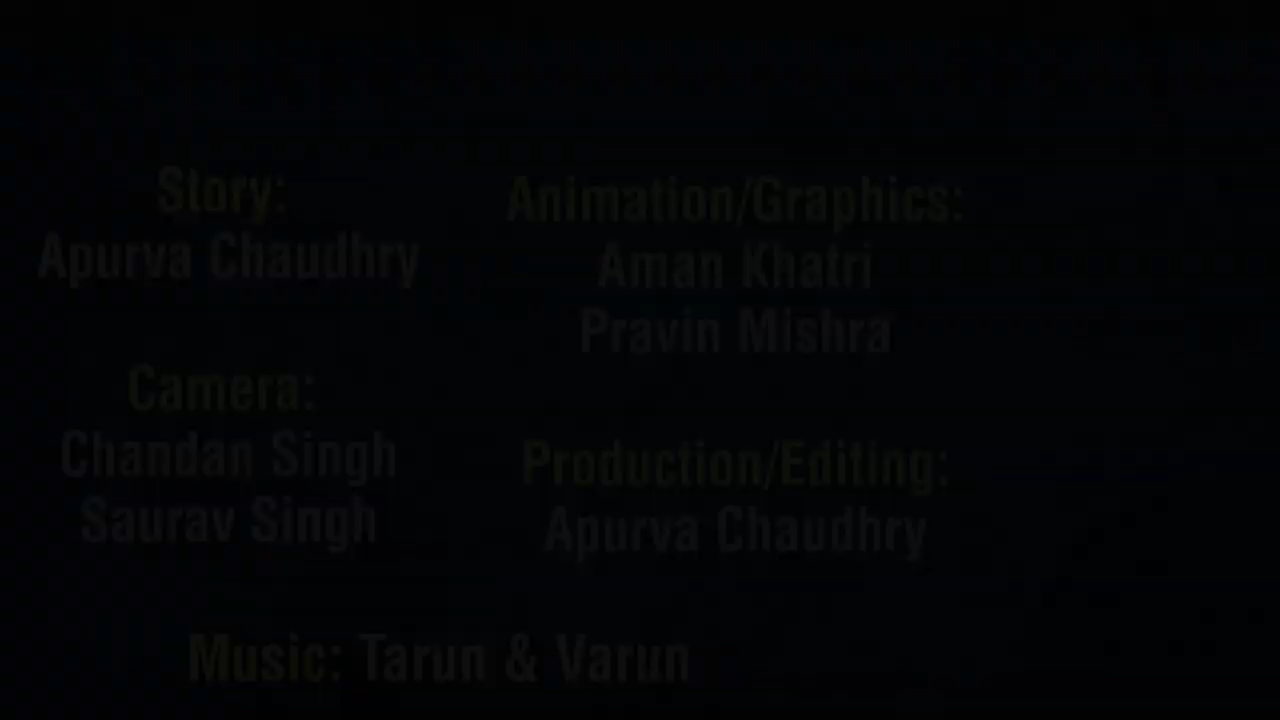 Story:
Apurva Chaudhry
Camera:
Chandan Singh
Saurav Singh
Animation/Graphics:
Aman Khatri
Pravin Mishra
Production/Editing:
Apurva Chaudhry
Music: Tarun & Varun